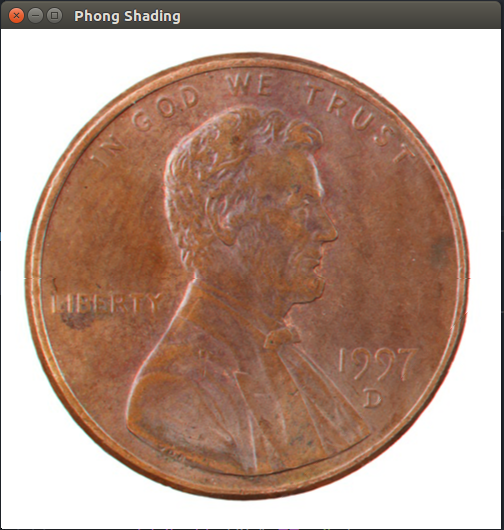 Phong Shading
IN GOD WE TRUST
LIBERTY
1997
D